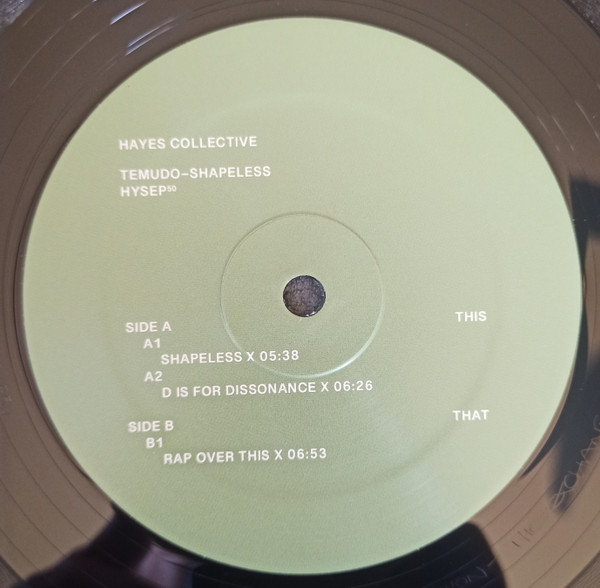 HAYES COLLECTIVE
TEMUDO–SHAPELESS
HYSEP⁵⁰
SIDE A THIS
A1
SHAPELESS X 05:38
A2
D IS FOR DISSONANCE X 06:26
SIDE B THAT
B1
RAP OVER THIS X 06:53